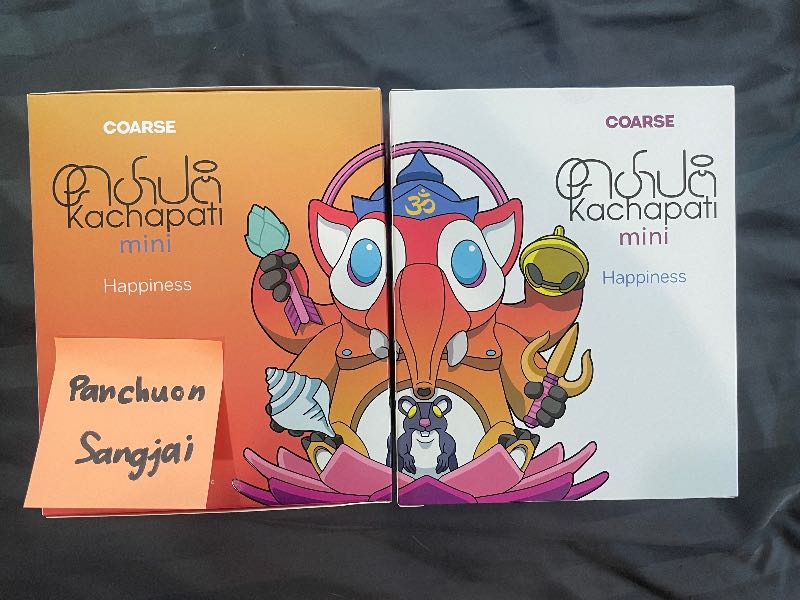 COARSE
Kachapati
mini
Happiness
COARSE
Kachapati
mini
Happiness
ॐ
Panchuon
Sangjai